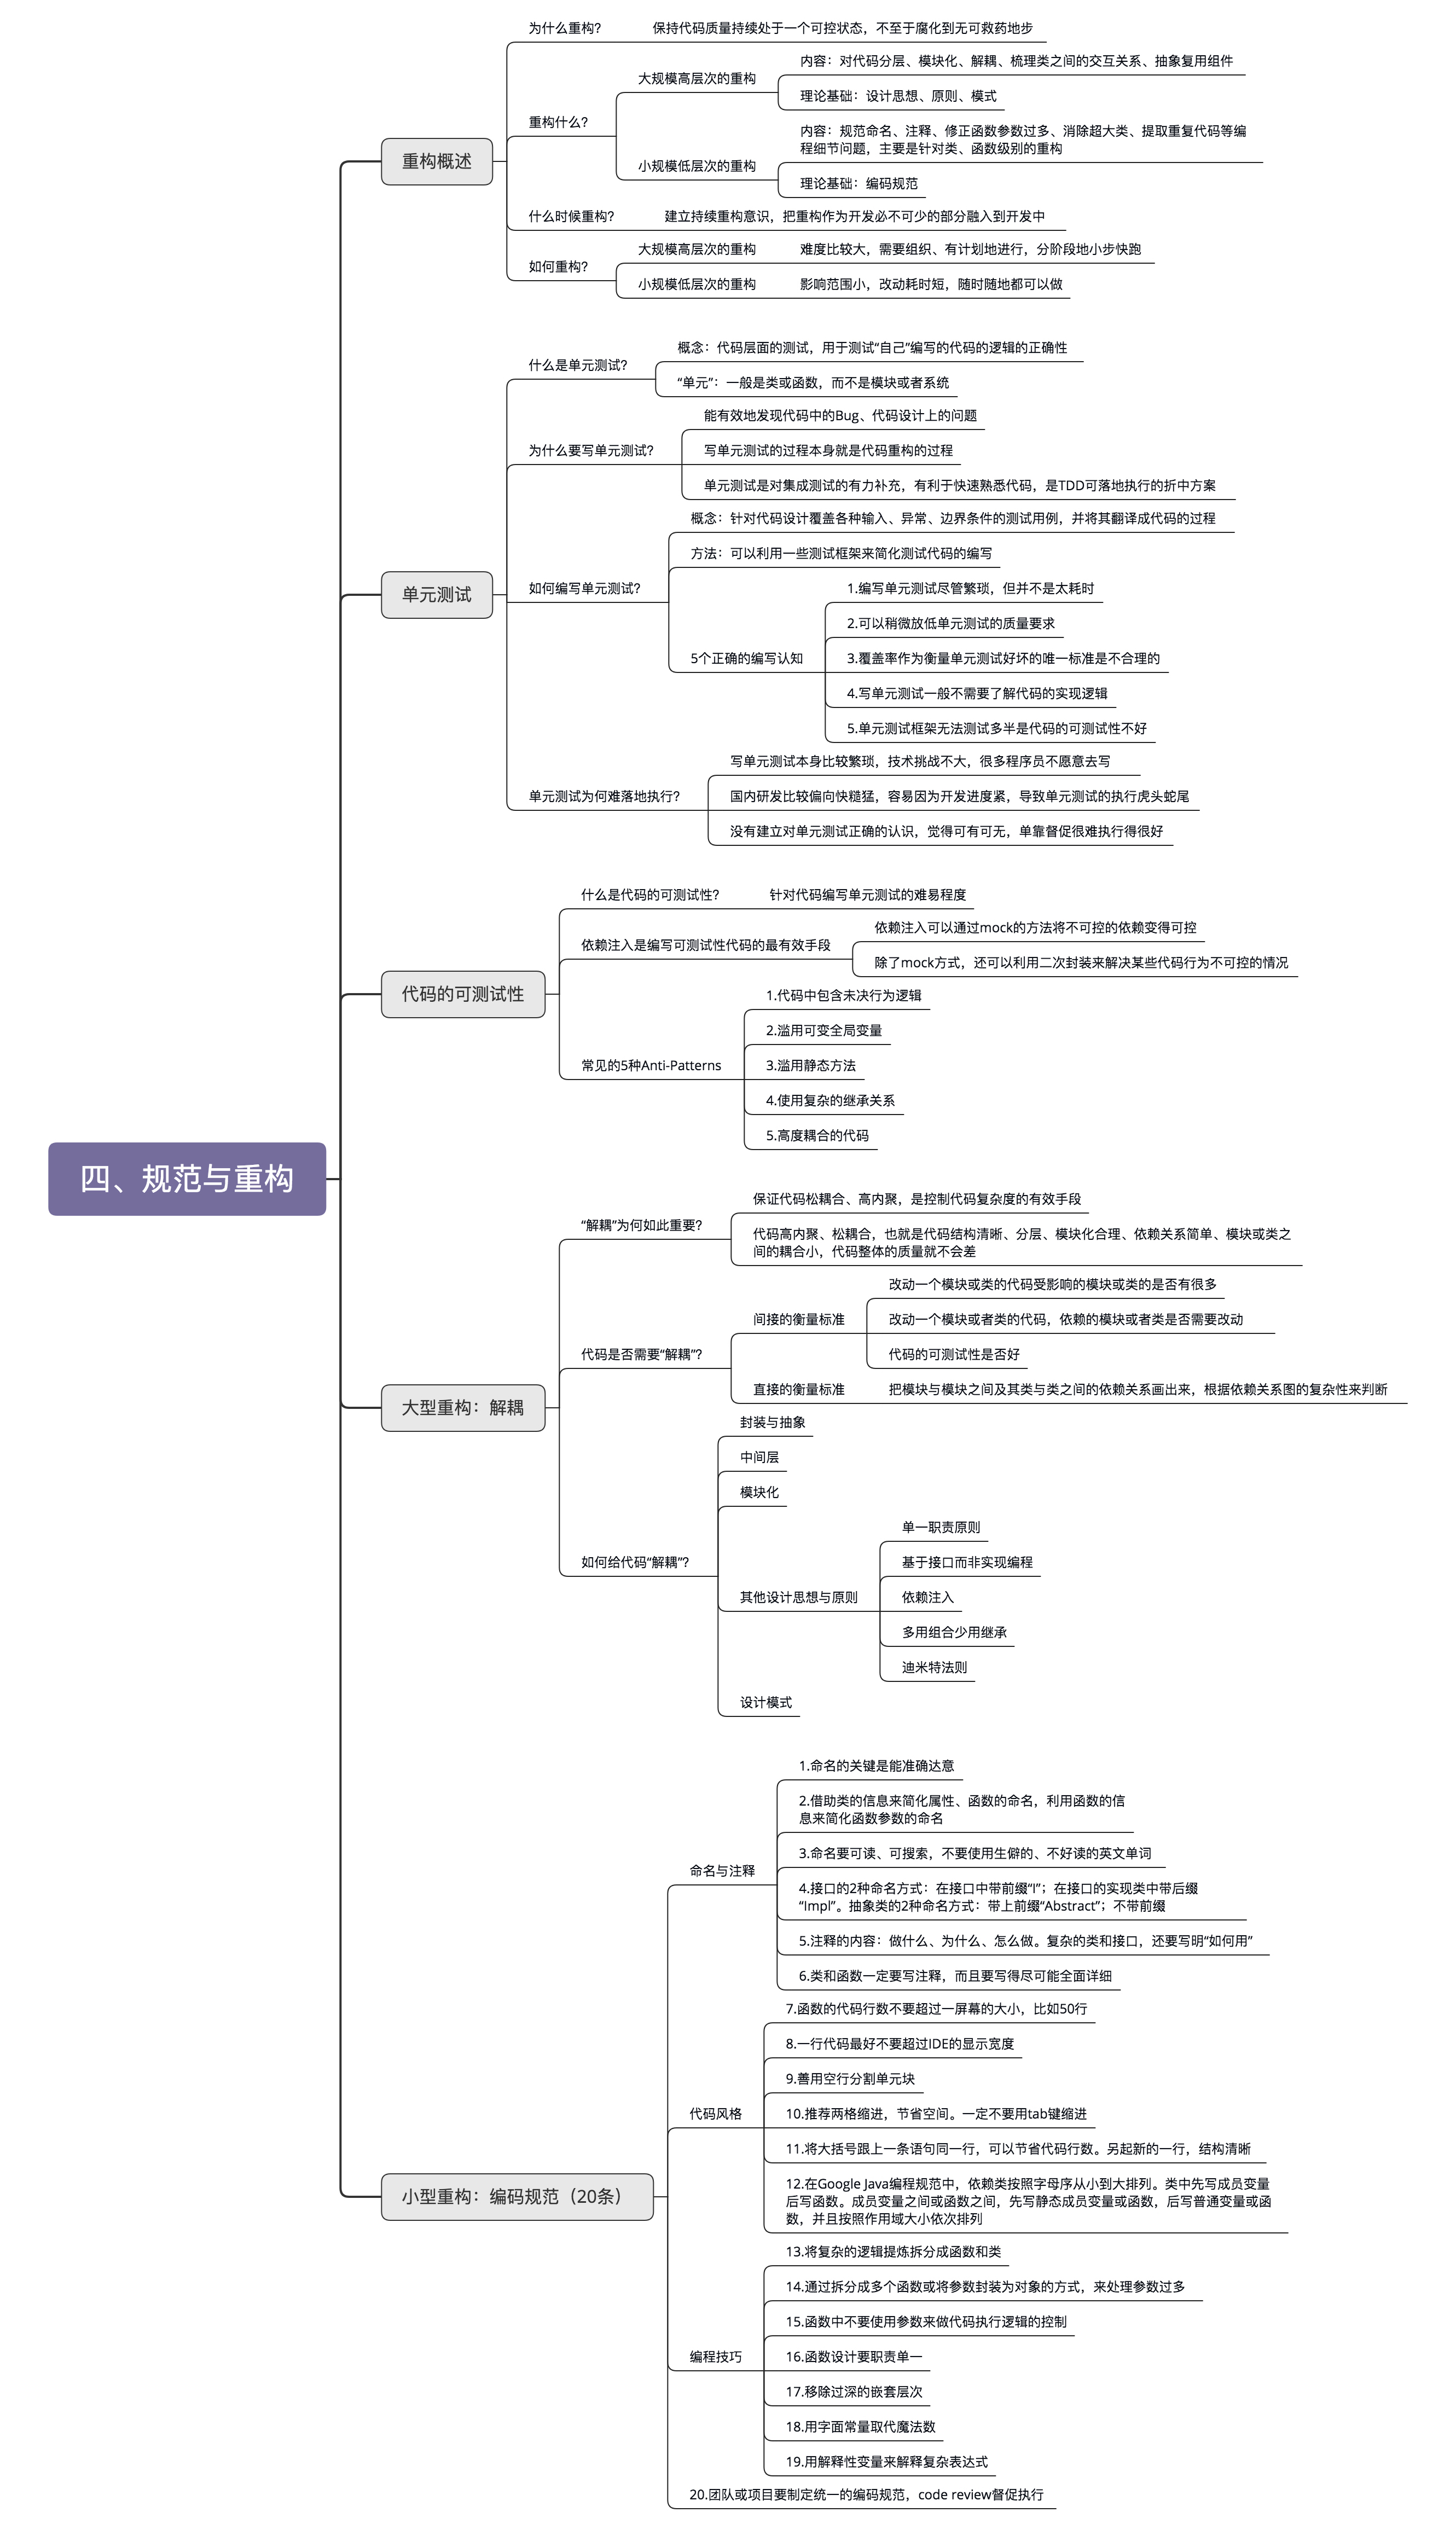 四、规范与重构
重构概述
为什么重构?
保持代码质量持续处于一个可控状态，不至于腐化到无可救药地步
重构什么?
大规模高层次的重构
内容：对代码分层、模块化、解耦、梳理类之间的交互关系、抽象复用组件
理论基础：设计思想、原则、模式
小规模低层次的重构
内容：规范命名、注释、修正函数参数过多、消除超大类、提取重复代码等编
程细节问题，主要是针对类、函数级别的重构
理论基础：编码规范
什么时候重构?
建立持续重构意识，把重构作为开发必不可少的部分融入到开发中
如何重构?
大规模高层次的重构
难度比较大，需要组织、有计划地进行，分阶段地小步快跑
小规模低层次的重构
影响范围小，改动耗时短，随时随地都可以做
单元测试
什么是单元测试?
概念：代码层面的测试，用于测试“自己”编写的代码的逻辑的正确性
“单元”：一般是类或函数，而不是模块或者系统
为什么要写单元测试?
能有效地发现代码中的Bug、代码设计上的问题
写单元测试的过程本身就是代码重构的过程
单元测试是对集成测试的有力补充，有利于快速熟悉代码，是TDD可落地执行的折中方案
如何编写单元测试?
概念：针对代码设计覆盖各种输入、异常、边界条件的测试用例，并将其翻译成代码的过程
方法：可以利用一些测试框架来简化测试代码的编写
5个正确的编写认知
1.编写单元测试尽管繁琐，但并不是太耗时
2.可以稍微放低单元测试的质量要求
3.覆盖率作为衡量单元测试好坏的唯一标准是不合理的
4.写单元测试一般不需要了解代码的实现逻辑
5.单元测试框架无法测试多半是代码的可测试性不好
单元测试为何难落地执行?
写单元测试本身比较繁琐，技术挑战不大，很多程序员不愿意去写
国内研发比较偏向快糙猛，容易因为开发进度紧，导致单元测试的执行虎头蛇尾
没有建立对单元测试正确的认识，觉得可有可无，单靠督促很难执行得很好
代码的可测试性
什么是代码的可测试性?
针对代码编写单元测试的难易程度
依赖注入是编写可测试性代码的最有效手段
依赖注入可以通过mock的方法将不可控的依赖变得可控
除了mock方式，还可以利用二次封装来解决某些代码行为不可控的情况
常见的5种Anti-Patterns
1.代码中包含未决行为逻辑
2.滥用可变全局变量
3.滥用静态方法
4.使用复杂的继承关系
5.高度耦合的代码
大型重构：解耦
“解耦”为何如此重要?
保证代码松耦合、高内聚，是控制代码复杂度的有效手段
代码高内聚、松耦合，也就是代码结构清晰、分层、模块化合理、依赖关系简单、模块或类之
间的耦合小，代码整体的质量就不会差
代码是否需要“解耦”?
间接的衡量标准
改动一个模块或类的代码受影响的模块或类的是否有很多
改动一个模块或者类的代码，依赖的模块或者类是否需要改动
代码的可测试性是否好
直接的衡量标准
把模块与模块之间及其类与类之间的依赖关系画出来，根据依赖关系图的复杂性来判断
如何给代码“解耦”?
封装与抽象
中间层
模块化
其他设计思想与原则
单一职责原则
基于接口而非实现编程
依赖注入
多用组合少用继承
迪米特法则
设计模式
小型重构：编码规范（20条）
命名与注释
1.命名的关键是能准确达意
2.借助类的信息来简化属性、函数的命名，利用函数的信
息来简化函数参数的命名
3.命名要可读、可搜索，不要使用生僻的、不好读的英文单词
4.接口的2种命名方式：在接口中带前缀“I”；在接口的实现类中带后缀
“Impl”。抽象类的2种命名方式：带上前缀“Abstract”；不带前缀
5.注释的内容：做什么、为什么、怎么做。复杂的类和接口，还要写明“如何用”
6.类和函数一定要写注释，而且要写得尽可能全面详细
代码风格
7.函数的代码行数不要超过一屏幕的大小，比如50行
8.一行代码最好不要超过IDE的显示宽度
9.善用空行分割单元块
10.推荐两格缩进，节省空间。一定不要用tab键缩进
11.将大括号跟上一条语句同一行，可以节省代码行数。另起新的一行，结构清晰
12.在Google Java编程规范中，依赖类按照字母序从小到大排列。类中先写成员变量
后写函数。成员变量之间或函数之间，先写静态成员变量或函数，后写普通变量或函
数，并且按照作用域大小依次排列
编程技巧
13.将复杂的逻辑提炼拆分成函数和类
14.通过拆分成多个函数或将参数封装为对象的方式，来处理参数过多
15.函数中不要使用参数来做代码执行逻辑的控制
16.函数设计要职责单一
17.移除过深的嵌套层次
18.用字面常量取代魔法数
19.用解释性变量来解释复杂表达式
20.团队或项目要制定统一的编码规范，code review督促执行